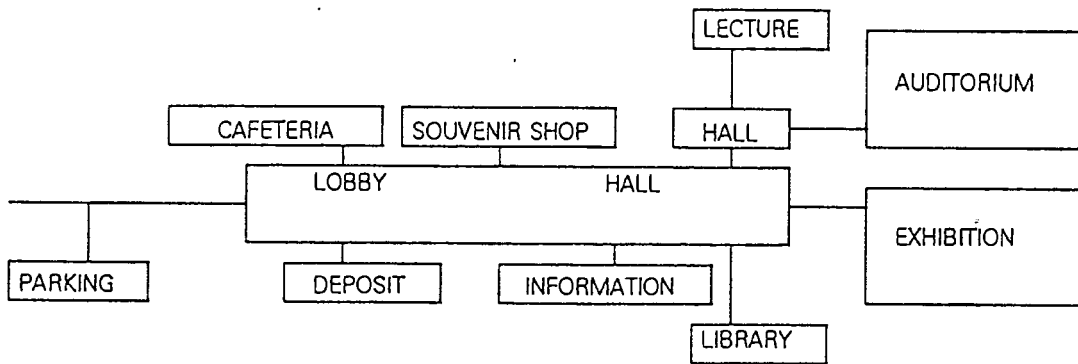 LECTURE
AUDITORIUM
CAFETERIA
SOUVENIR SHOP
HALL
LOBBY
HALL
EXHIBITION
PARKING
DEPOSIT
INFORMATION
LIBRARY